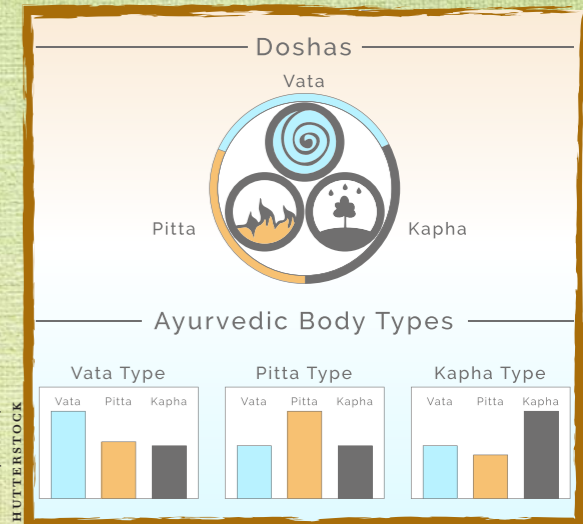 Doshas
Vata
Pitta
Kapha
Ayurvedic Body Types
Vata Type
Vata Pitta Kapha
Pitta Type
Vata Pitta Kapha
Kapha Type
Vata Pitta Kapha
HUTTERSTOCK